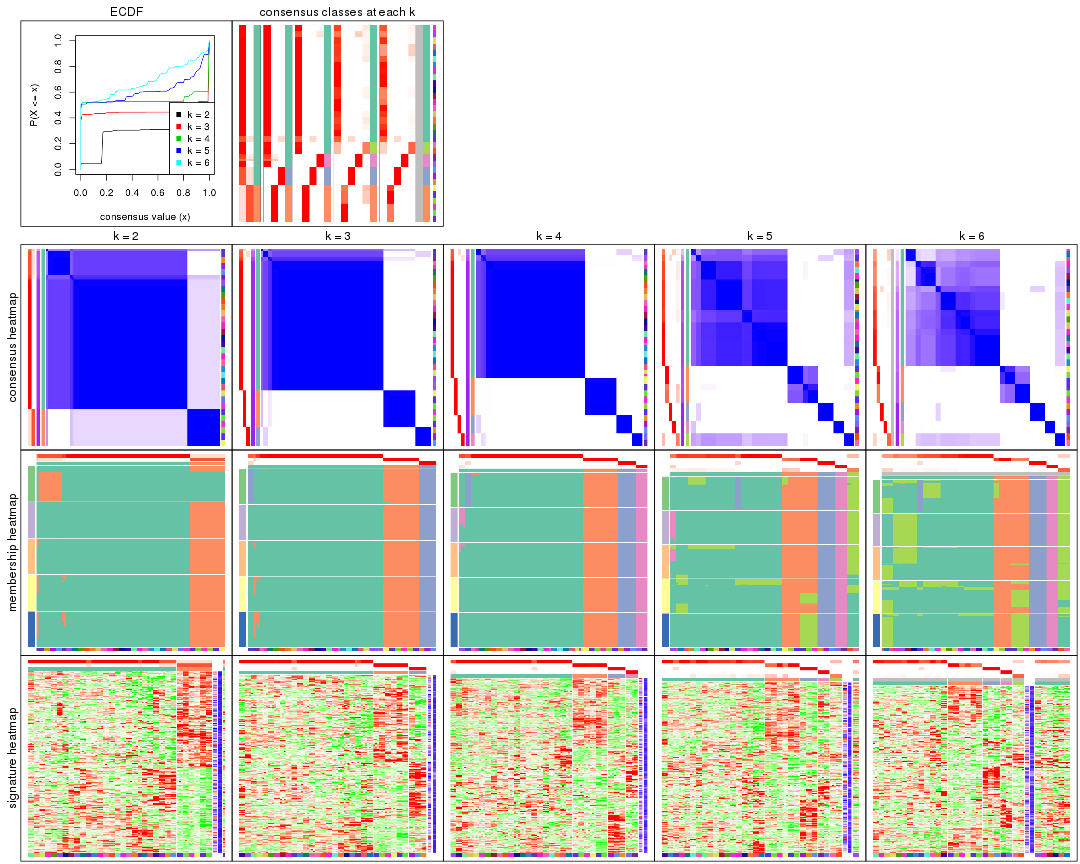 ECDF
consensus classes at each k
P(X <= x)
0.0
0.2
0.4
0.6
0.8
1.0
k = 2
k = 3
k = 4
k = 5
k = 6
0.0 0.2 0.4 0.6 0.8 1.0
consensus value (x)
k = 2
k = 3
k = 4
k = 5
k = 6
consensus heatmap
membership heatmap
signature heatmap